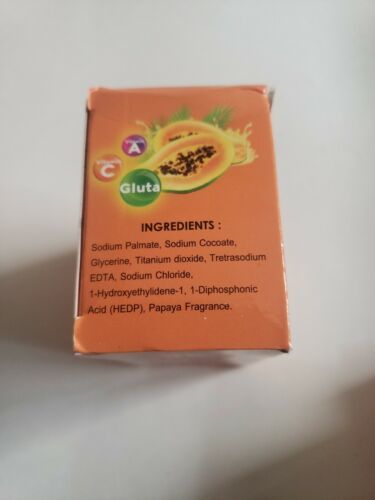 A
Vitamin
C
Gluta
INGREDIENTS :
Sodium Palmate, Sodium Cocoate,
Glycerine, Titanium dioxide, Tretrasodium
EDTA, Sodium Chloride,
1-Hydroxyethylidene-1, 1-Diphosphonic
Acid (HEDP), Papaya Fragrance.